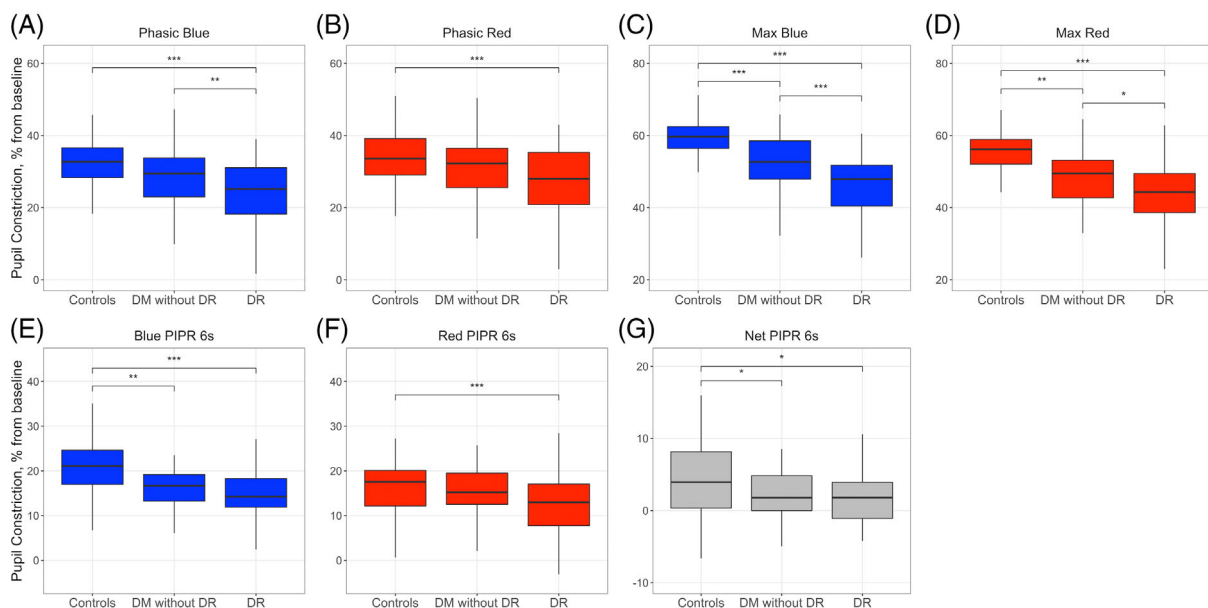 (A) Phasic Blue
Pupil Constriction, % from baseline
60
40
20
0
***
**
Controls DM without DR DR
(B) Phasic Red
60
40
20
0
***
Controls DM without DR DR
(C) Max Blue
80
60
40
20
***
***
***
Controls DM without DR DR
(D) Max Red
80
60
40
20
***
**
*
Controls DM without DR DR
(E) Blue PIPR 6s
Pupil Constriction, % from baseline
40
30
20
10
0
***
**
Controls DM without DR DR
(F) Red PIPR 6s
40
30
20
10
0
***
Controls DM without DR DR
(G) Net PIPR 6s
20
10
0
-10
*
*
Controls DM without DR DR